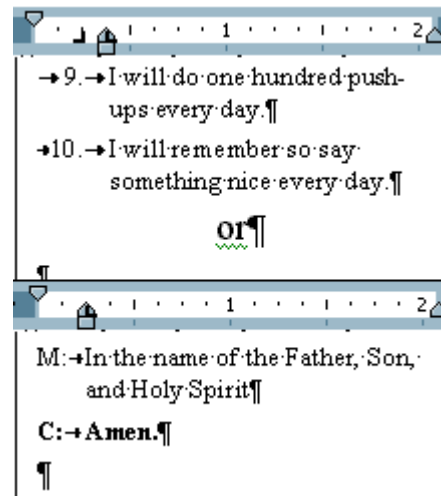 1 2
→9.→I·will·do·one·hundred·push-
ups·every·day.¶
→10.→I·will·remember·so·say·
something·nice·every·day.¶
or¶
¶
1 2
M:→In·the·name·of·the·Father,·Son,·
and·Holy·Spirit¶
C:→Amen.¶
¶